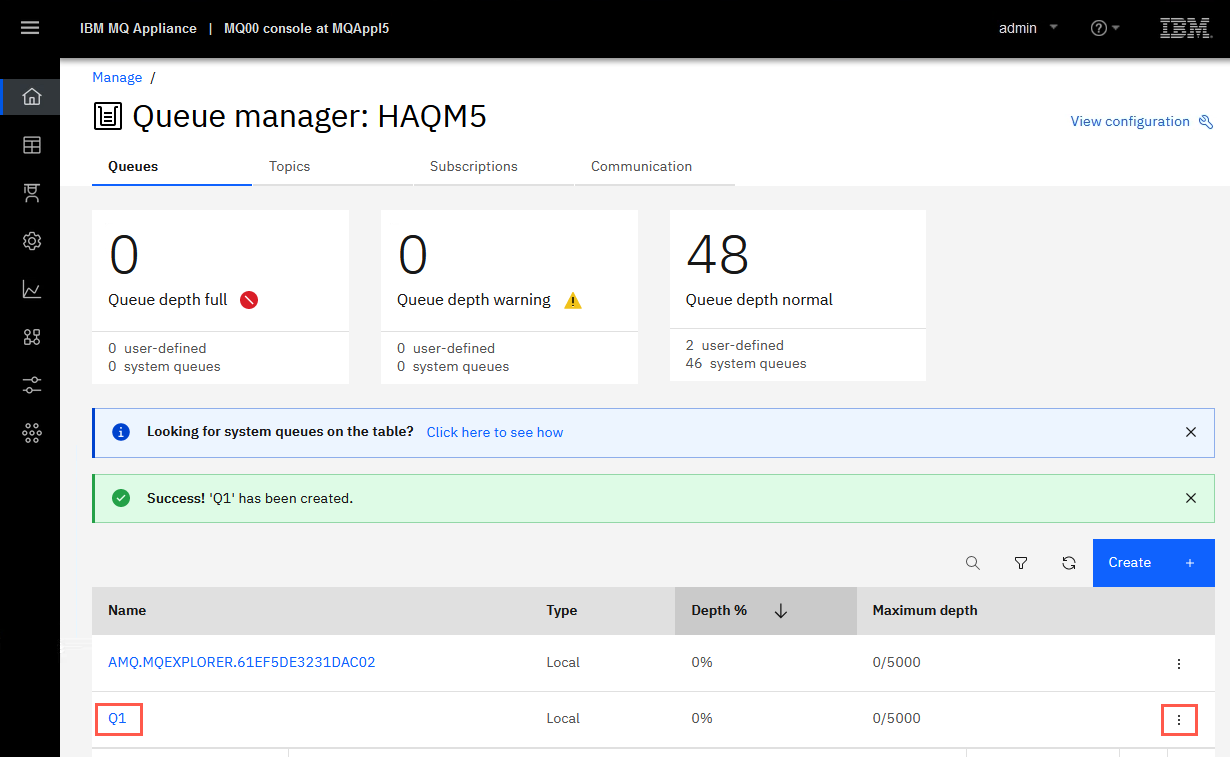 IBM MQ Appliance | MQ00 console at MQAppl5
admin
IBM.
Manage /
Queue manager: HAQM5
View configuration
Queues Topics Subscriptions Communication
0
Queue depth full
0 user-defined
0 system queues
0
Queue depth warning
0 user-defined
0 system queues
48
Queue depth normal
2 user-defined
46 system queues
Looking for system queues on the table? Click here to see how
Success! 'Q1' has been created.
Create +
Name Type Depth % Maximum depth
AMQ.MQEXPLORER.61EF5DE3231DAC02 Local 0% 0/5000
Q1 Local 0% 0/5000